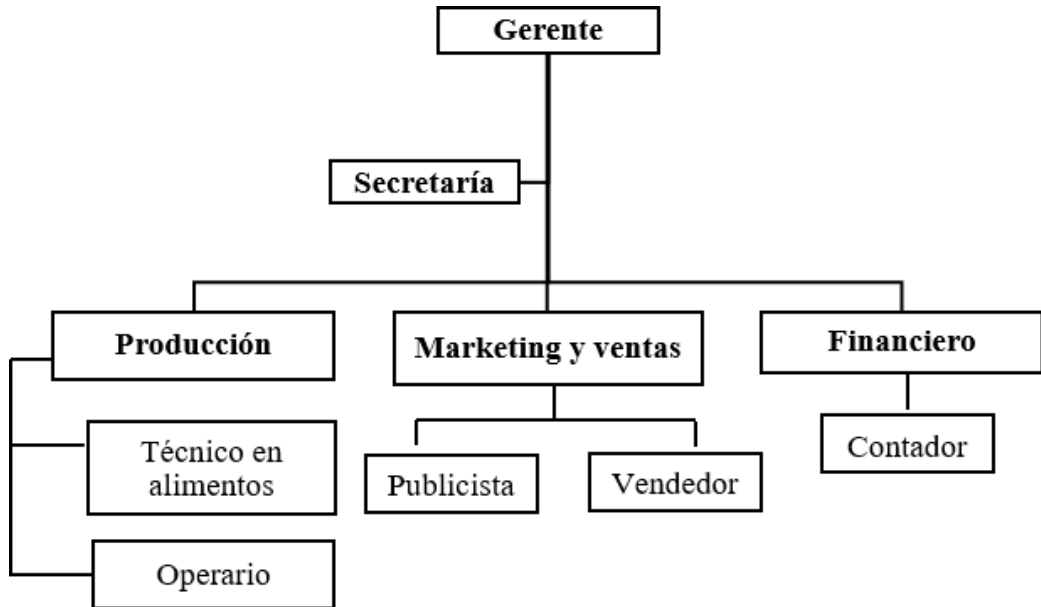 Gerente
Secretaría
Producción
Marketing y ventas
Financiero
Técnico en
alimentos
Publicista
Vendedor
Contador
Operario